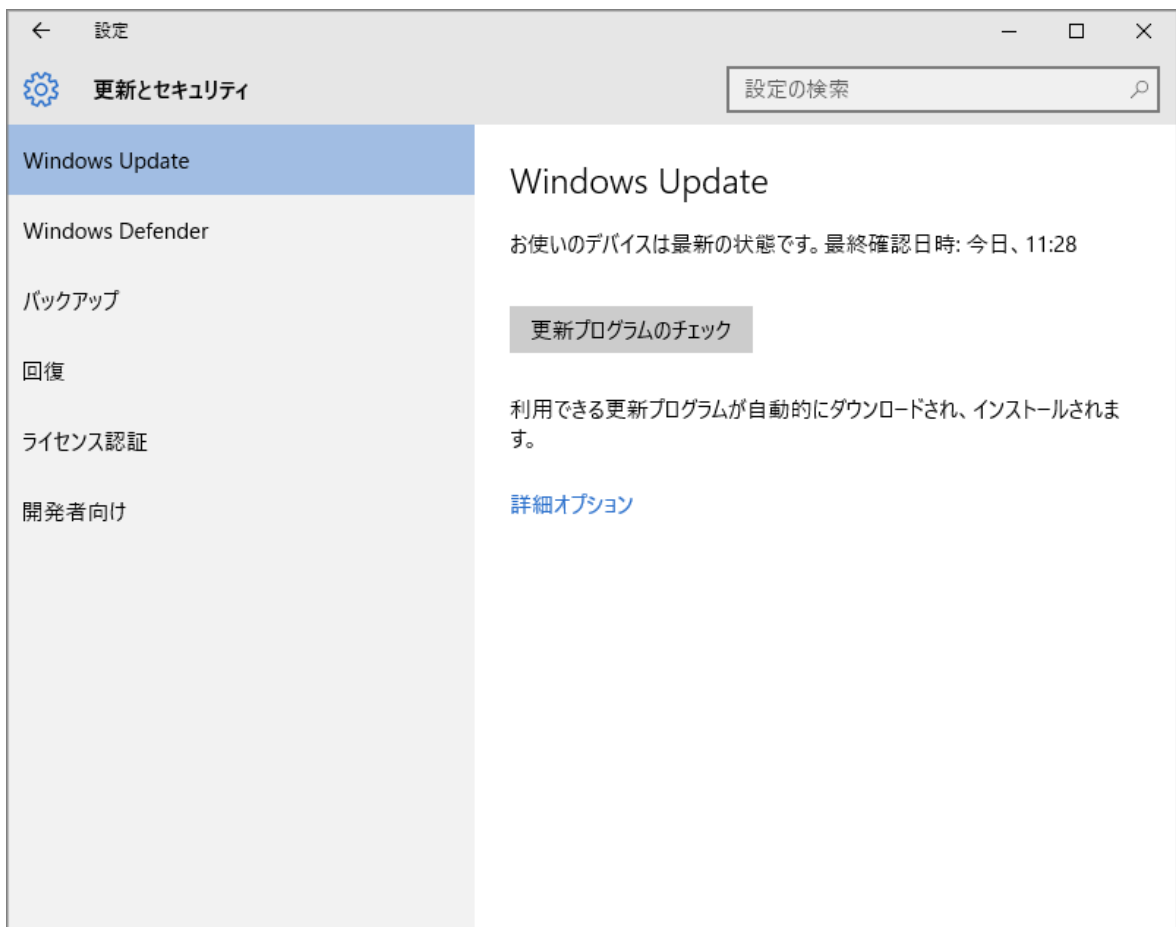 設定
更新とセキュリティ
設定の検索
Windows Update
Windows Defender
バックアップ
回復
ライセンス認証
開発者向け
Windows Update
お使いのデバイスは最新の状態です。最終確認日時: 今日、11:28
更新プログラムのチェック
利用できる更新プログラムが自動的にダウンロードされ、インストールされま
す。
詳細オプション